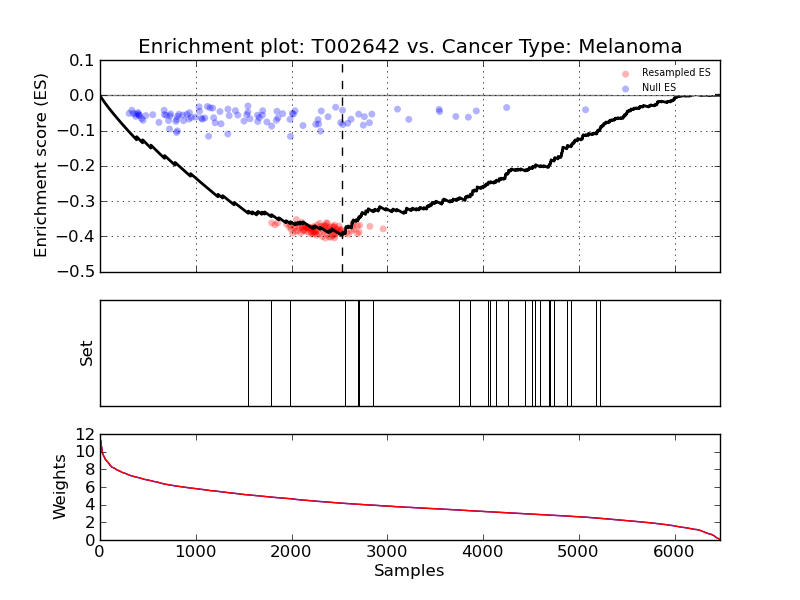 Enrichment plot: T002642 vs. Cancer Type: Melanoma
Enrichment score (ES)
0.1
0.0
−0.1
−0.2
−0.3
−0.4
−0.5
Resampled ES
Null ES
Set
Weights
12
10
8
6
4
2
0
0 1000 2000 3000 4000 5000 6000
Samples